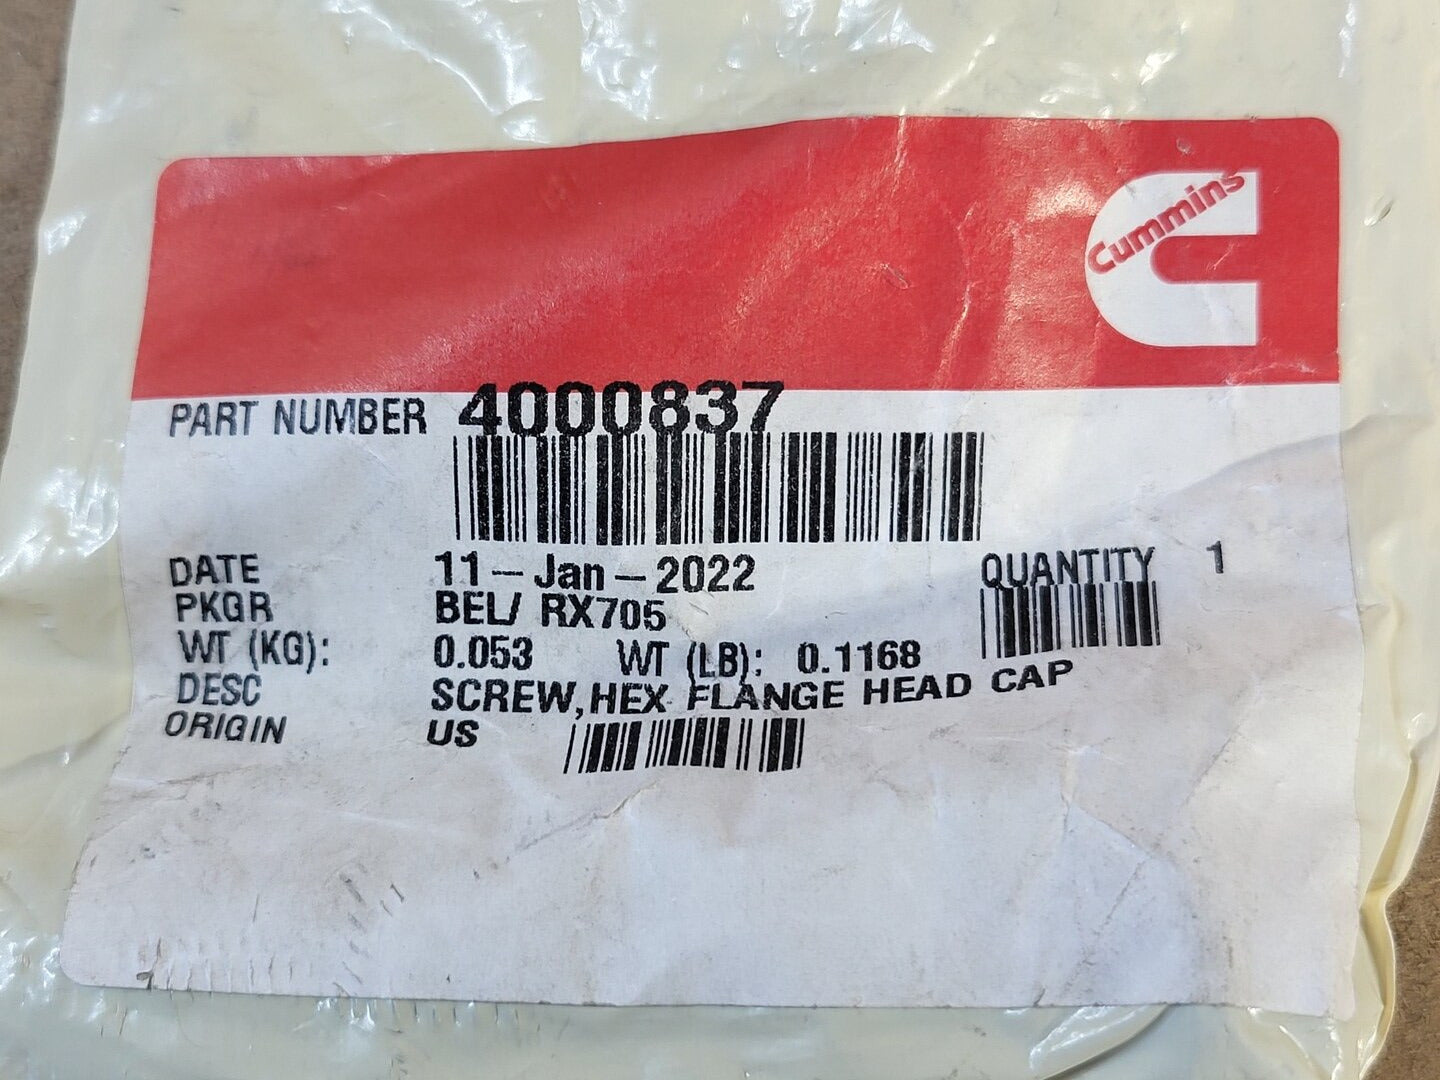 Cummins
PART NUMBER 4000837
DATE 11-Jan-2022 QUANTITY 1
PKGR BEL/ RX705
WT (KG): 0.053 WT (LB): 0.1168
DESC SCREW,HEX FLANGE HEAD CAP
ORIGIN US